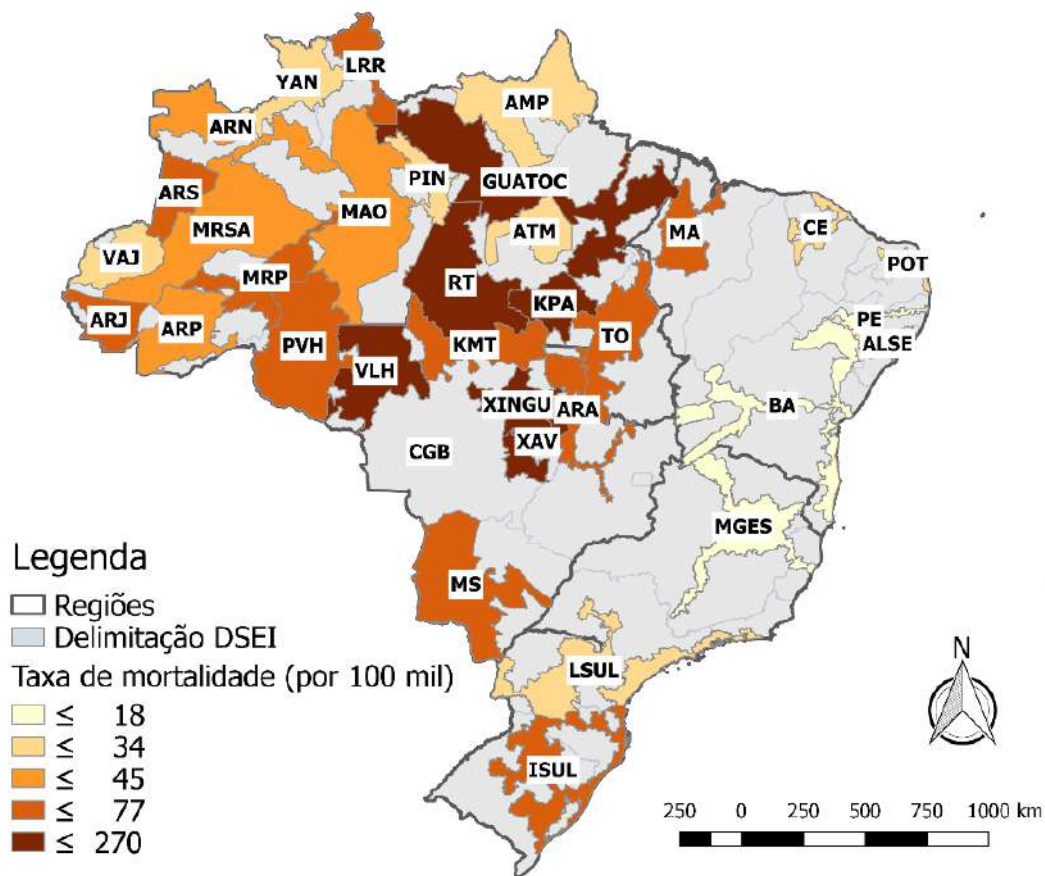 LRR
YAN
AMP
ARN
PIN
GUATOC
ARS
MAO
MA
CE
MRSA
ATM
VAJ
POT
MRP
RT
KPA
PE
ARJ
ARP
PVH
KMT
TO
ALSE
VLH
XINGU
ARA
BA
XAV
CGB
MGES
MS
LSUL
ISUL
Legenda
Regiões
Delimitação DSEI
Taxa de mortalidade (por 100 mil)
≤ 18
≤ 34
≤ 45
≤ 77
≤ 270
N
250 0 250 500 750 1000 km